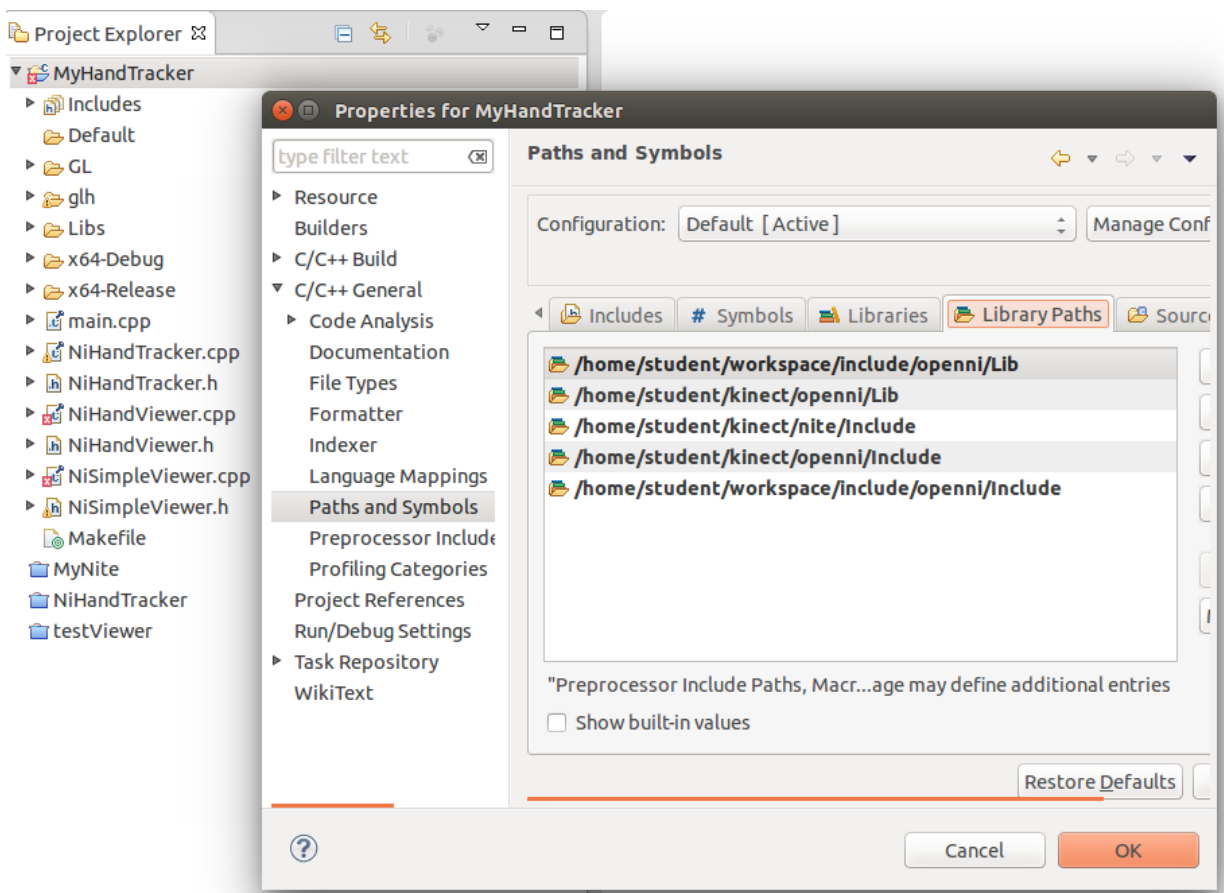 Project Explorer
MyHandTracker
Includes
Default
GL
glh
Libs
x64-Debug
x64-Release
main.cpp
NiHandTracker.cpp
NiHandTracker.h
NiHandViewer.cpp
NiHandViewer.h
NiSimpleViewer.cpp
NiSimpleViewer.h
Makefile
MyNite
NiHandTracker
testViewer
Properties for MyHandTracker
type filter text
Resource
Builders
C/C++ Build
C/C++ General
Code Analysis
Documentation
File Types
Formatter
Indexer
Language Mappings
Paths and Symbols
Preprocessor Include
Profiling Categories
Project References
Run/Debug Settings
Task Repository
WikiText
Paths and Symbols
Configuration: Default [ Active ] Manage Conf
Includes # Symbols Libraries Library Paths Source
/home/student/workspace/include/openni/Lib
/home/student/kinect/openni/Lib
/home/student/kinect/nite/Include
/home/student/kinect/openni/Include
/home/student/workspace/include/openni/Include
"Preprocessor Include Paths, Macr...age may define additional entries
Show built-in values
Restore Defaults
Cancel OK